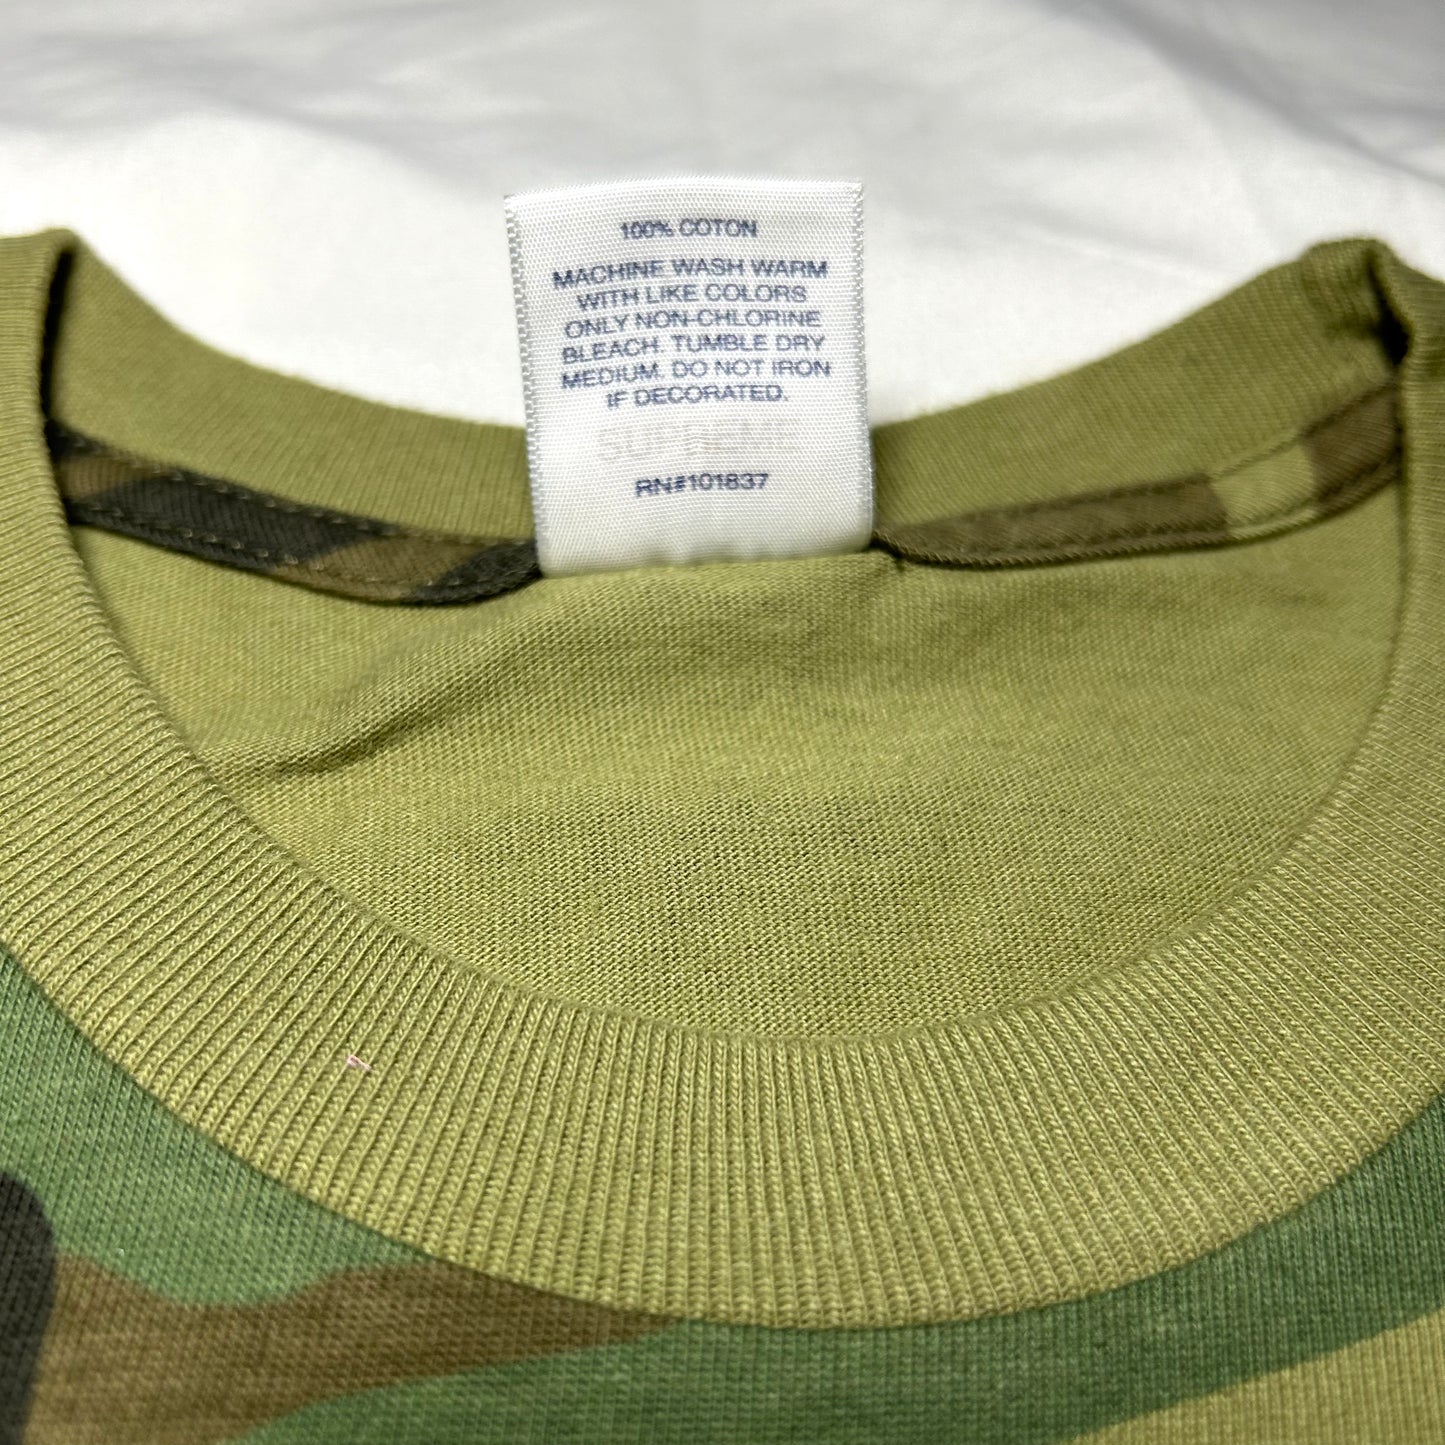 100% COTON
MACHINE WASH WARM
WITH LIKE COLORS
ONLY NON-CHLORINE
BLEACH. TUMBLE DRY
MEDIUM. DO NOT IRON
IF DECORATED.
SUPREME
RN#101837